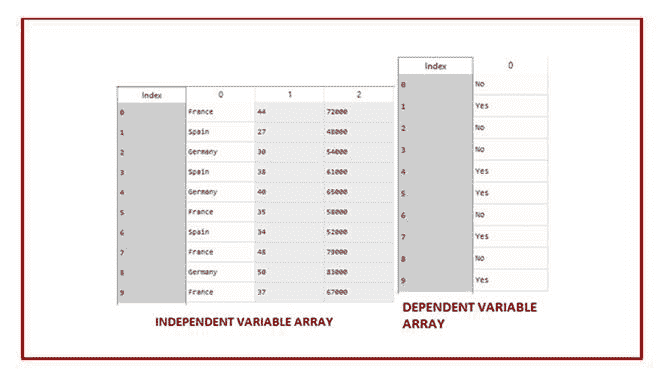 Index 0 1 2
0 France 44 72000
1 Spain 27 48000
2 Germany 30 54000
3 Spain 38 61000
4 Germany 40 65000
5 France 35 58000
6 Spain 34 52000
7 France 48 79000
8 Germany 50 83000
9 France 37 67000
INDEPENDENT VARIABLE ARRAY
Index 0
0 No
1 Yes
2 No
3 No
4 Yes
5 Yes
6 No
7 Yes
8 No
9 Yes
DEPENDENT VARIABLE
ARRAY